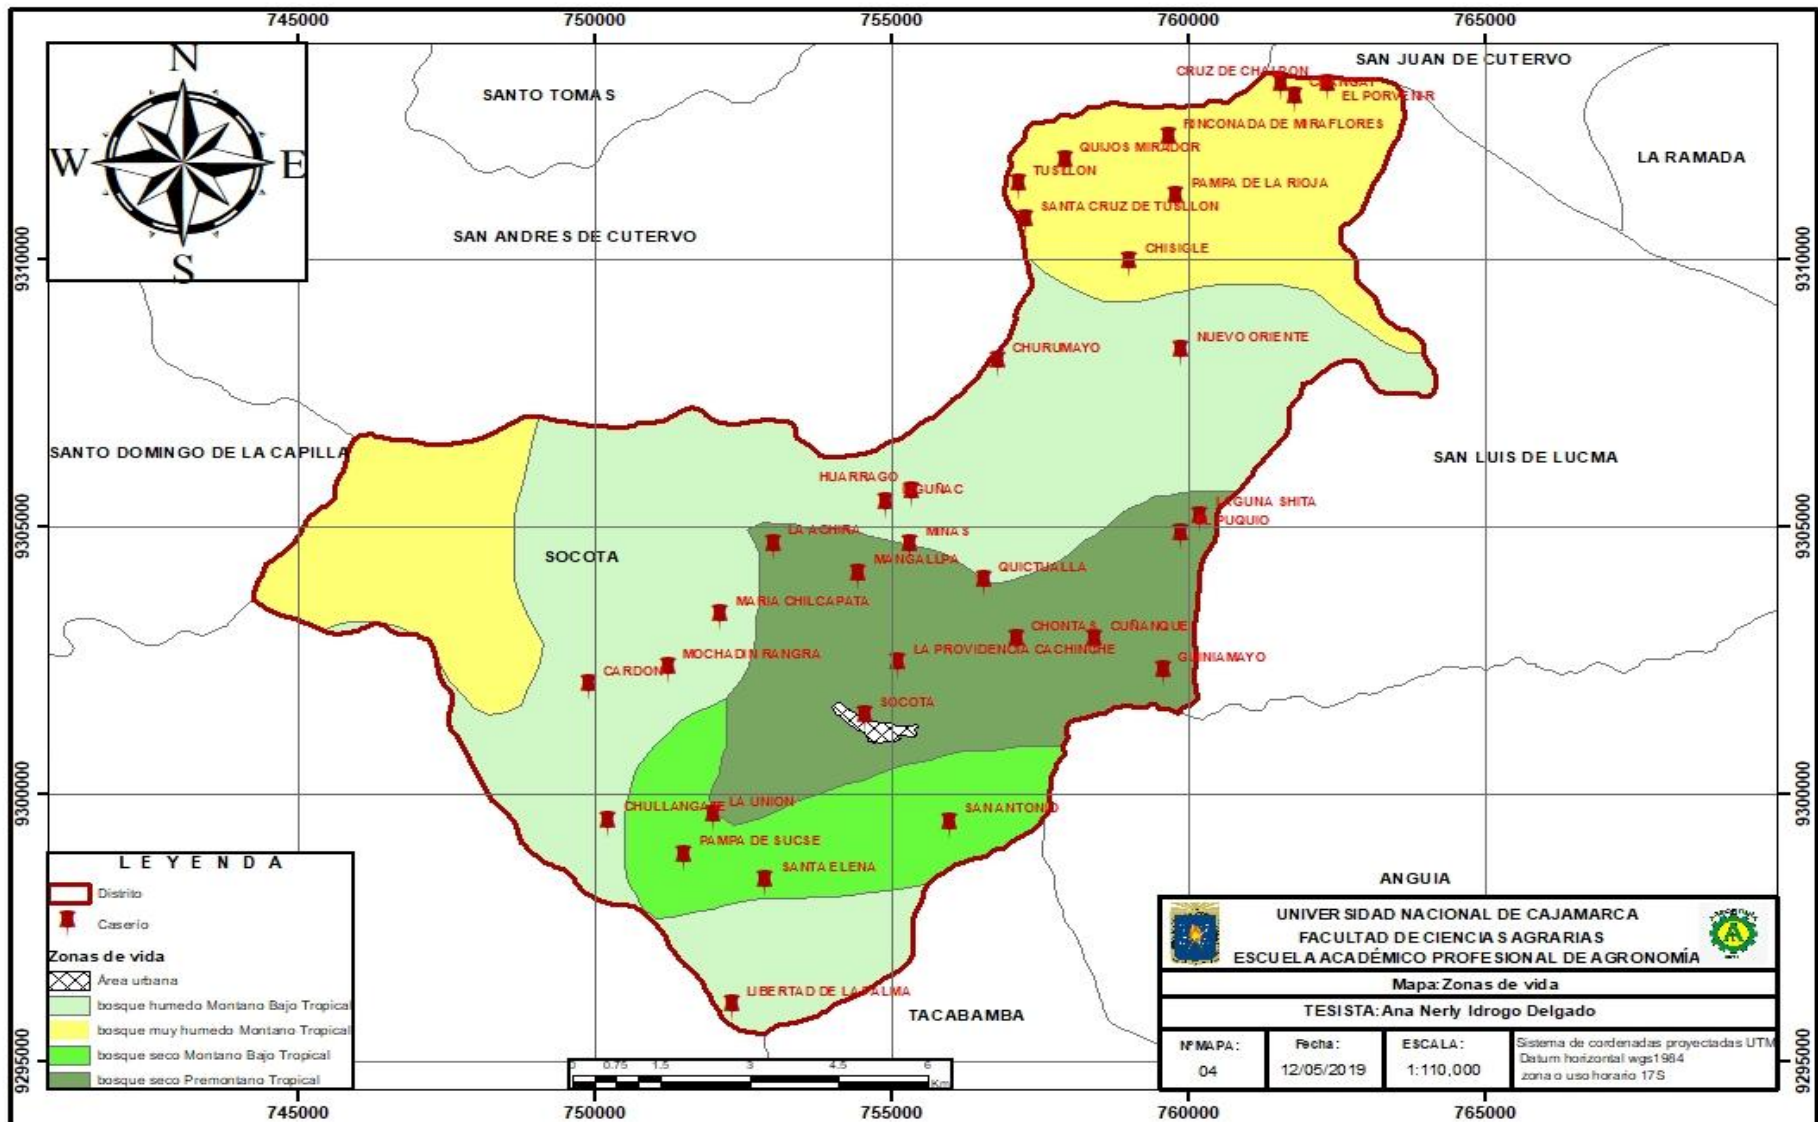 745000
750000
755000
760000
765000
N
W
E
S
SANTO TOMAS
SAN JUAN DE CUTERVO
LA RAMADA
SAN ANDRES DE CUTERVO
SANTO DOMINGO DE LA CAPILLA
SAN LUIS DE LUCMA
SOCOTA
ANGUIA
TACABAMBA
9310000
9305000
9300000
9295000
9310000
9305000
9300000
9295000
EL PORVENIR
RINCONADA DE MIRAFLORES
QUIJOS MIRADOR
TUSLLON
PAMPA DE LA RIOJA
SANTA CRUZ DE TUSLLON
CHISIGLE
CHURUMAYO
NUEVO ORIENTE
HUARRAGO
LAGUNA SHITA
PUQUIO
LA ACHIRA
MINAS
MANGALLPA
QUICTUALLA
MARIA CHILCAPATA
CHONTAS
CUÑANQUE
LA PROVIDENCIA CACHINCHE
MOCHADIN RANGRA
CARDON
GUINIAMAYO
SOCOTA
CHULLANGATE
LA UNION
SAN ANTONIO
PAMPA DE SUCSE
SANTA ELENA
LIBERTAD DE LA PALMA
LEYENDA
Distrito
Caserio
Zonas de vida
Área urbana
bosque humedo Montano Bajo Tropical
bosque muy humedo Montano Tropical
bosque seco Montano Bajo Tropical
bosque seco Premontano Tropical
0 0.75 1.5 3 4.5 6
Km
UNIVERSIDAD NACIONAL DE CAJAMARCA
FACULTAD DE CIENCIAS AGRARIAS
ESCUELA ACADÉMICO PROFESIONAL DE AGRONOMÍA
Mapa: Zonas de vida
TESISTA: Ana Nerly Idrogo Delgado
NºMAPA:
04
Fecha:
12/05/2019
ESCALA:
1:110,000
Sistema de cordenadas proyectadas UTM
Datum horizontal wgs1984
zona o uso horario 17S
745000
750000
755000
760000
765000